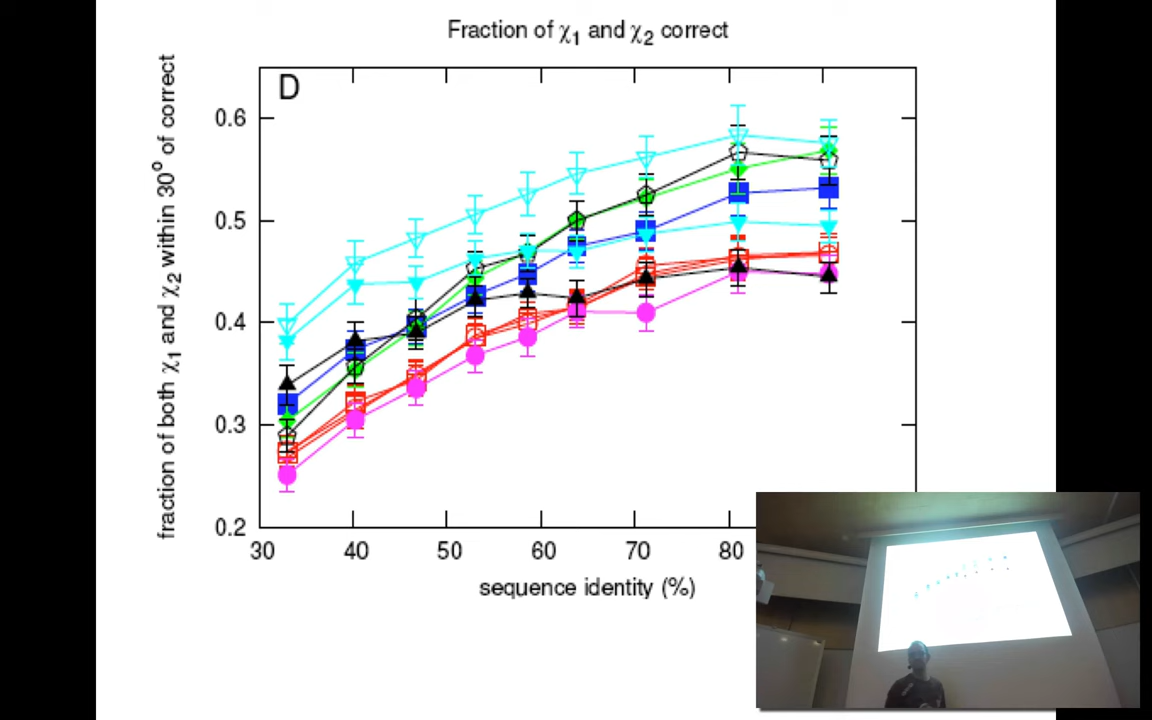 Fraction of χ1 and χ2 correct
D
fraction of both χ1 and χ2 within 30° of correct
0.6
0.5
0.4
0.3
0.2
30 40 50 60 70 80
sequence identity (%)